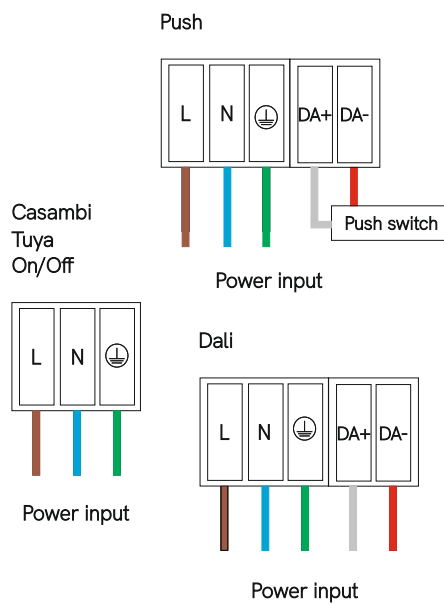 Push
L N DA+ DA-
Push switch
Power input
Casambi
Tuya
On/Off
L N
Power input
Dali
L N DA+ DA-
Power input